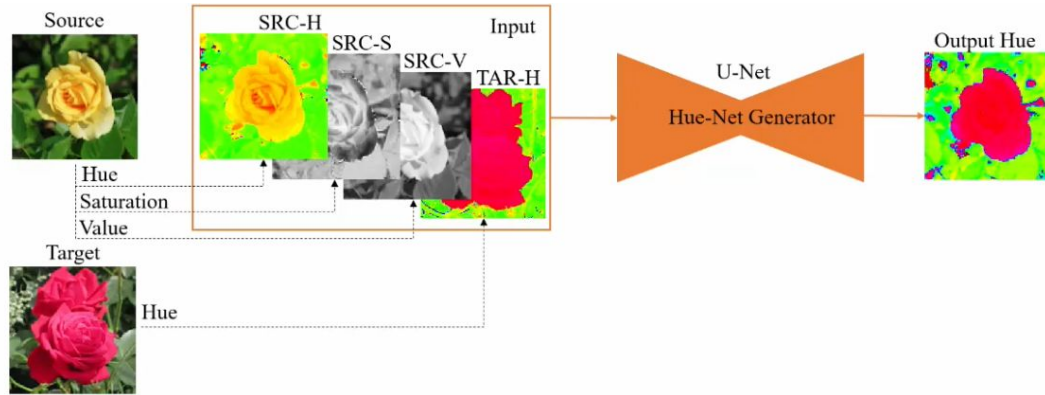 Source
Input
SRC-H
SRC-S
SRC-V
TAR-H
Hue
Saturation
Value
Target
Hue
U-Net
Hue-Net Generator
Output Hue